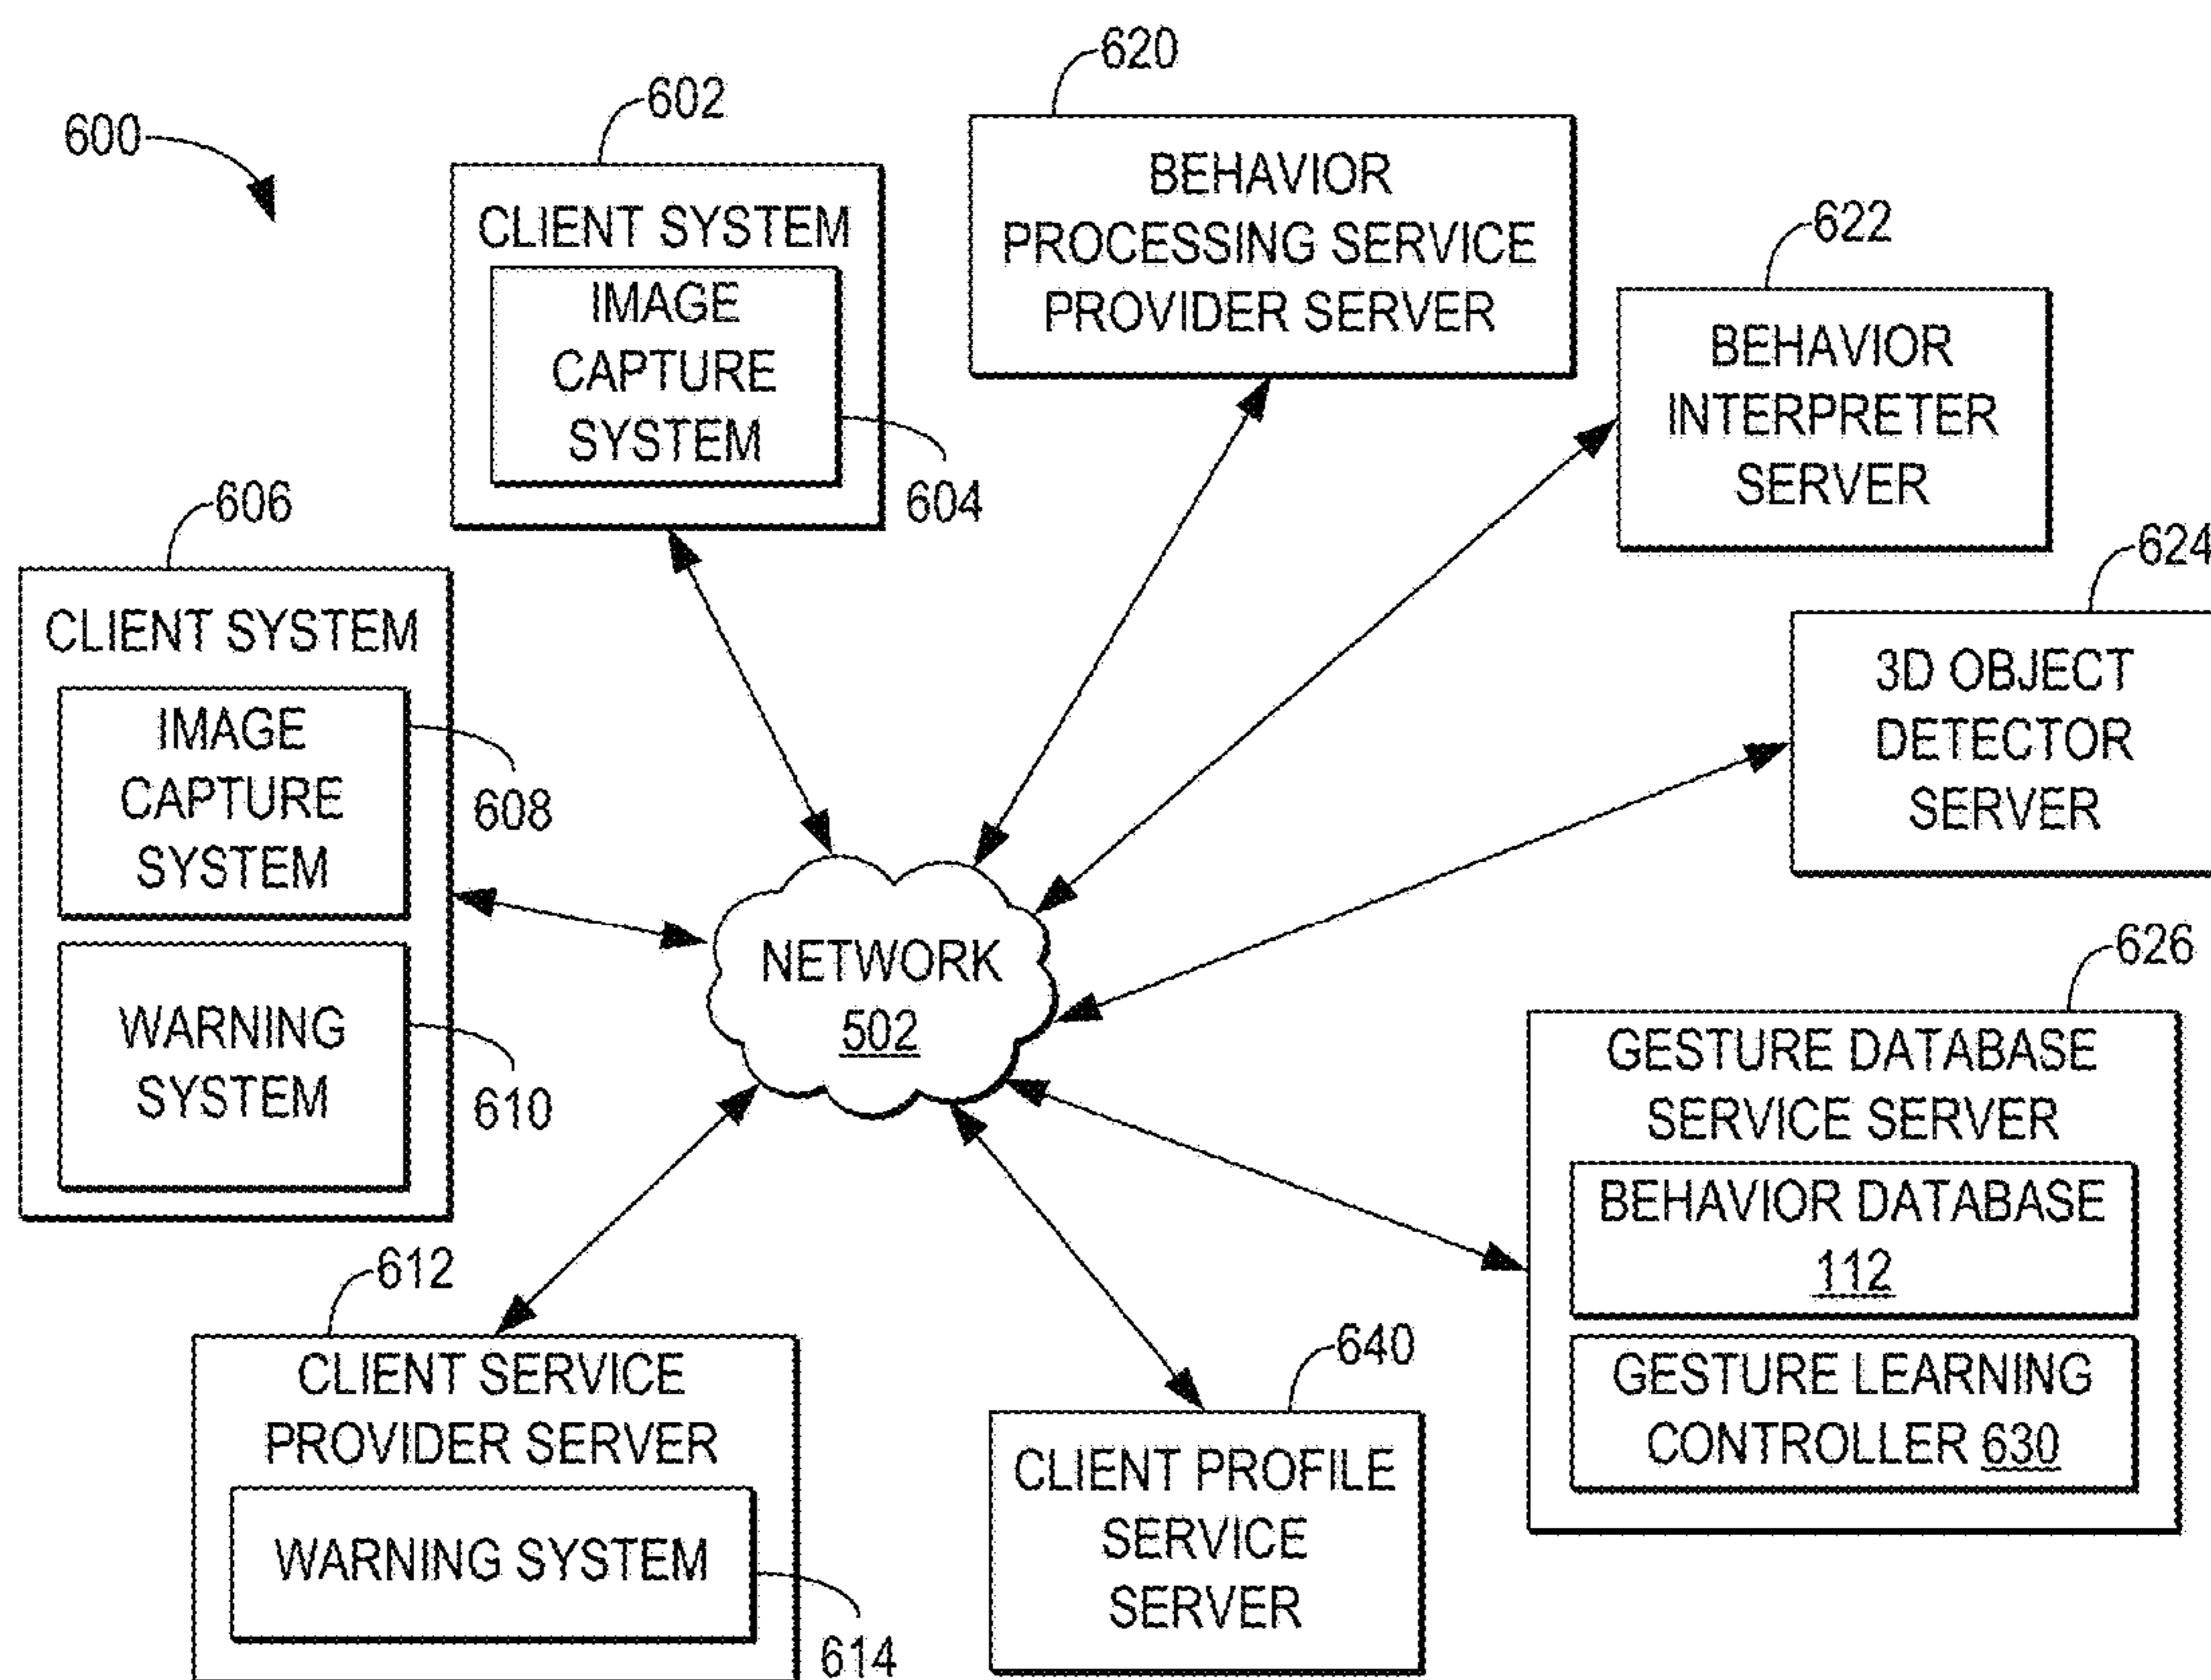 600
602
CLIENT SYSTEM
IMAGE
CAPTURE
SYSTEM
604
620
BEHAVIOR
PROCESSING SERVICE
PROVIDER SERVER
622
BEHAVIOR
INTERPRETER
SERVER
624
3D OBJECT
DETECTOR
SERVER
606
CLIENT SYSTEM
IMAGE
CAPTURE
SYSTEM
608
WARNING
SYSTEM
610
NETWORK
502
626
GESTURE DATABASE
SERVICE SERVER
BEHAVIOR DATABASE
112
GESTURE LEARNING
CONTROLLER 630
612
CLIENT SERVICE
PROVIDER SERVER
WARNING SYSTEM
614
640
CLIENT PROFILE
SERVICE
SERVER